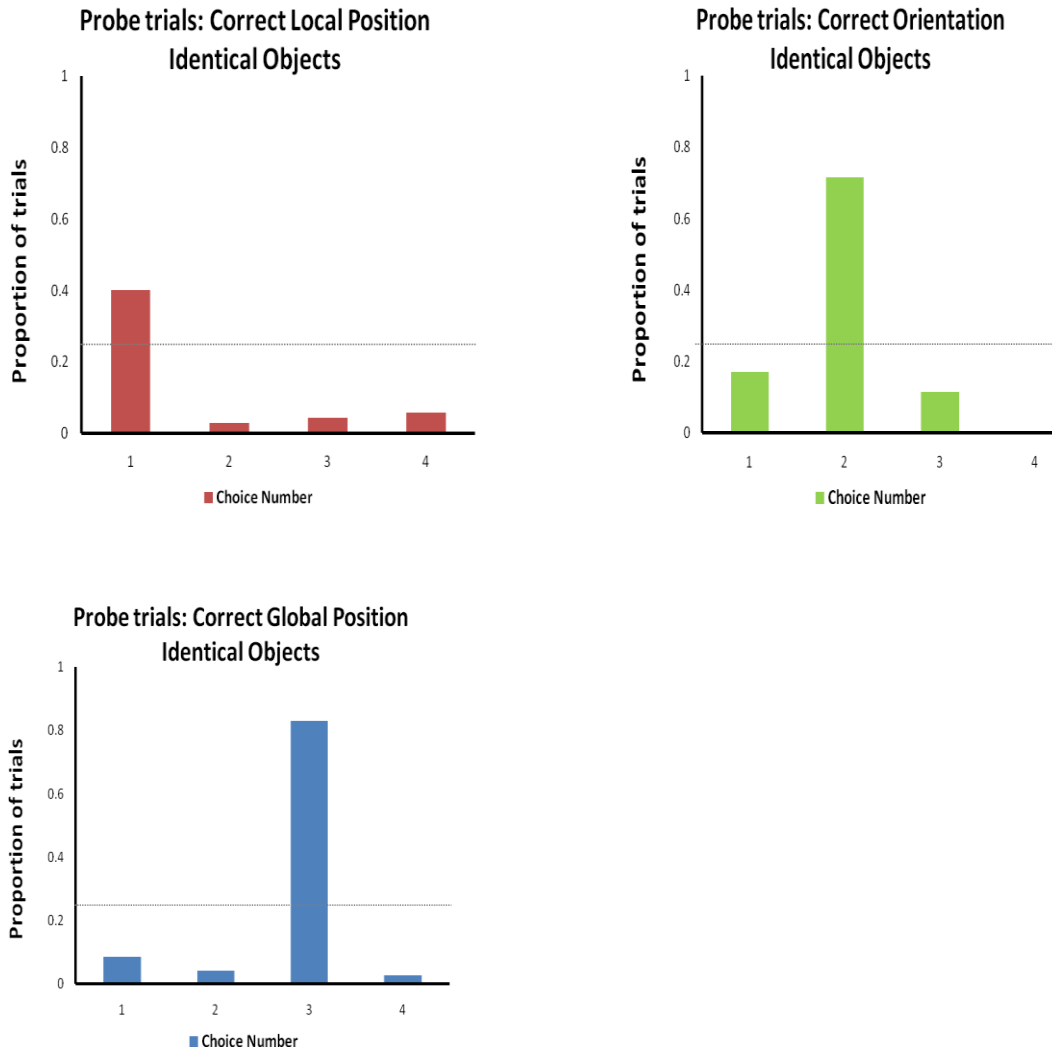 Probe trials: Correct Local Position
Identical Objects
Proportion of trials
1
0.8
0.6
0.4
0.2
0
1 2 3 4
Choice Number
Probe trials: Correct Orientation
Identical Objects
Proportion of trials
1
0.8
0.6
0.4
0.2
0
1 2 3 4
Choice Number
Probe trials: Correct Global Position
Identical Objects
Proportion of trials
1
0.8
0.6
0.4
0.2
0
1 2 3 4
Choice Number